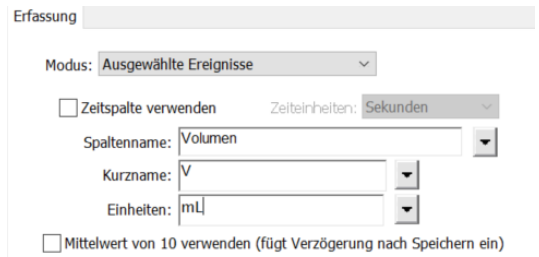 Erfassung
Modus: Ausgewählte Ereignisse
Zeitspalte verwenden Zeiteinheiten: Sekunden
Spaltenname: Volumen
Kurzname: V
Einheiten: mL
Mittelwert von 10 verwenden (fügt Verzögerung nach Speichern ein)